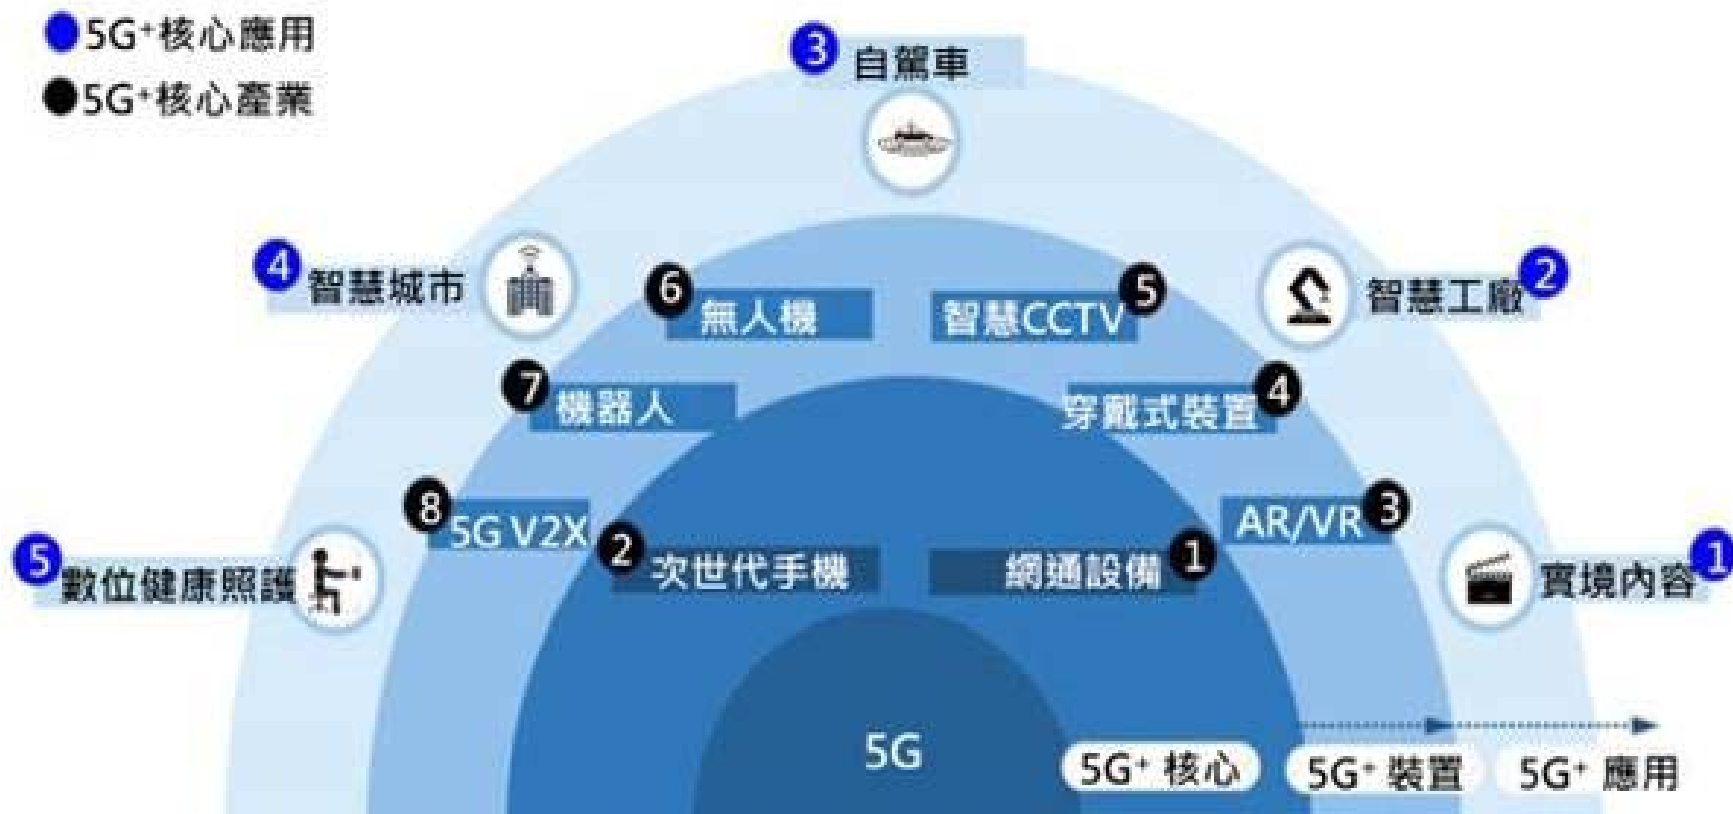 5G⁺核心應用
5G⁺核心產業
3 自駕車
4 智慧城市
智慧工廠 2
6 無人機
智慧CCTV 5
7 機器人
穿戴式裝置 4
8 5G V2X
AR/VR 3
2 次世代手機
網通設備 1
5 數位健康照護
實境內容 1
5G
5G⁺ 核心
5G⁺ 裝置
5G⁺ 應用